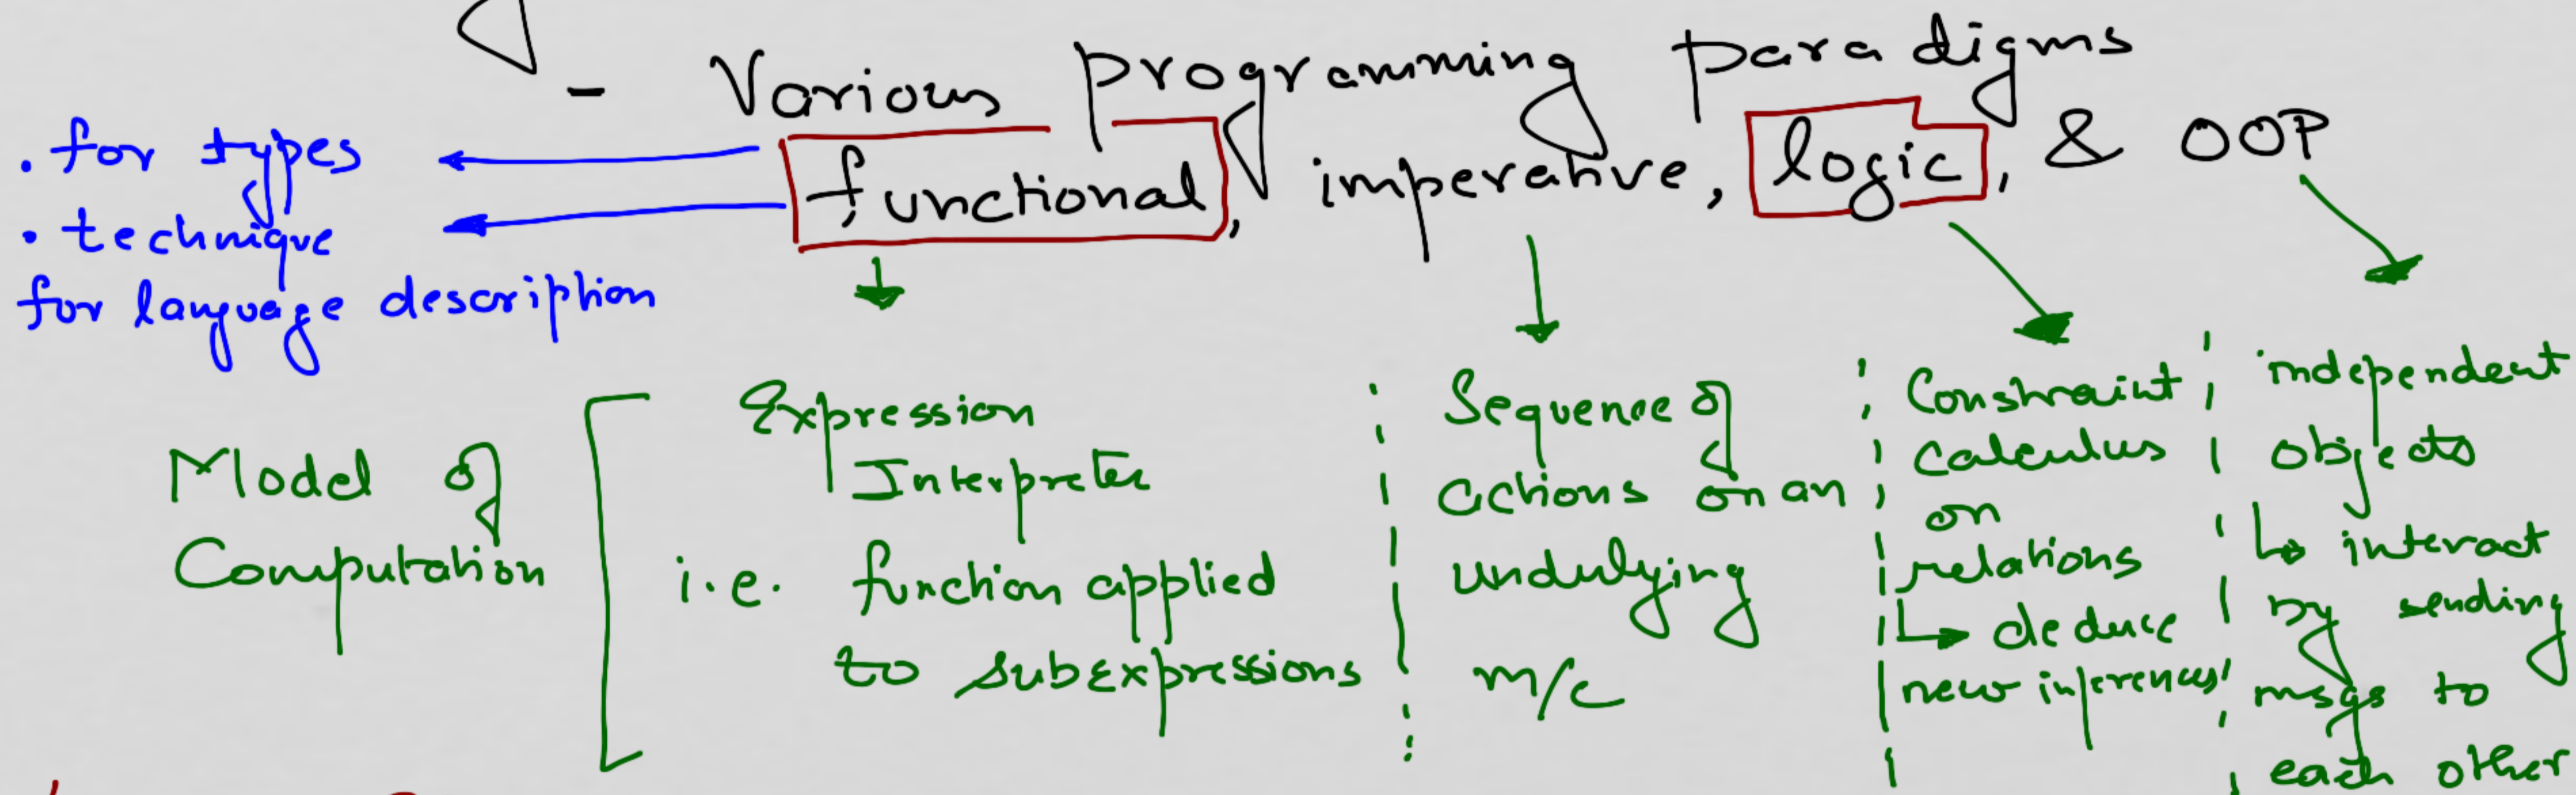 - Various programming paradigms
functional, imperative, logic, & OOP
. for types
. technique
for language description
Model of
Computation
Expression
Interpreter
i.e. function applied
to subexpressions
Sequence of
actions on an
underlying
m/c
Constraint
calculus
on
relations
↳ deduce
new inferences
independent
objects
↳ interact
by sending
msgs to
each other